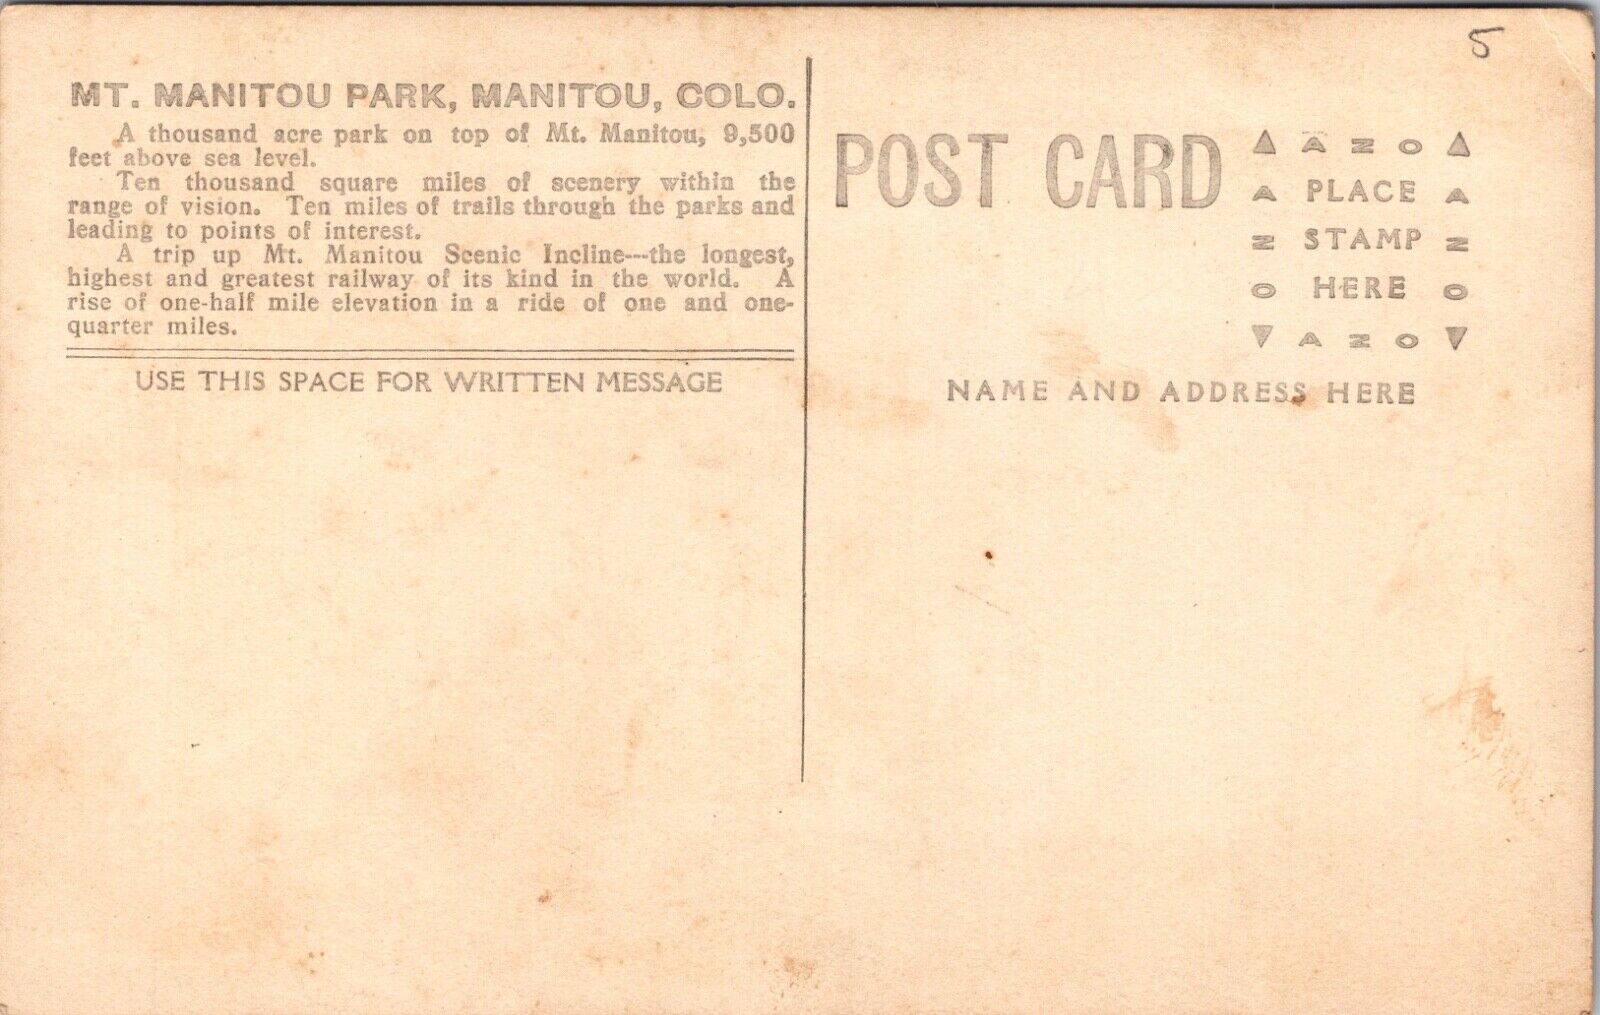 5
MT. MANITOU PARK, MANITOU, COLO.
A thousand acre park on top of Mt. Manitou, 9,500
feet above sea level.
Ten thousand square miles of scenery within the
range of vision. Ten miles of trails through the parks and
leading to points of interest.
A trip up Mt. Manitou Scenic Incline---the longest,
highest and greatest railway of its kind in the world. A
rise of one-half mile elevation in a ride of one and one-
quarter miles.
USE THIS SPACE FOR WRITTEN MESSAGE
POST CARD
AZO
A PLACE A
Z STAMP Z
O HERE O
AZO
NAME AND ADDRESS HERE